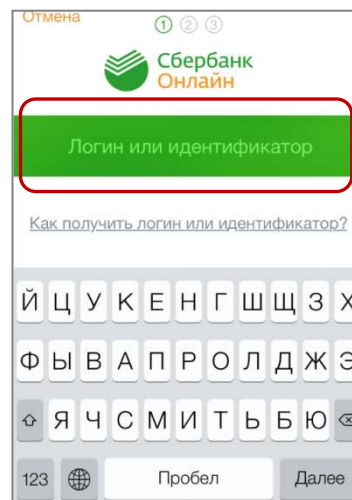 Отмена
1 2 3
Сбербанк
Онлайн
Логин или идентификатор
Как получить логин или идентификатор?
Й Ц У К Е Н Г Ш Щ З Х
Ф Ы В А П Р О Л Д Ж Э
Я Ч С М И Т Ь Б Ю
123 Пробел Далее